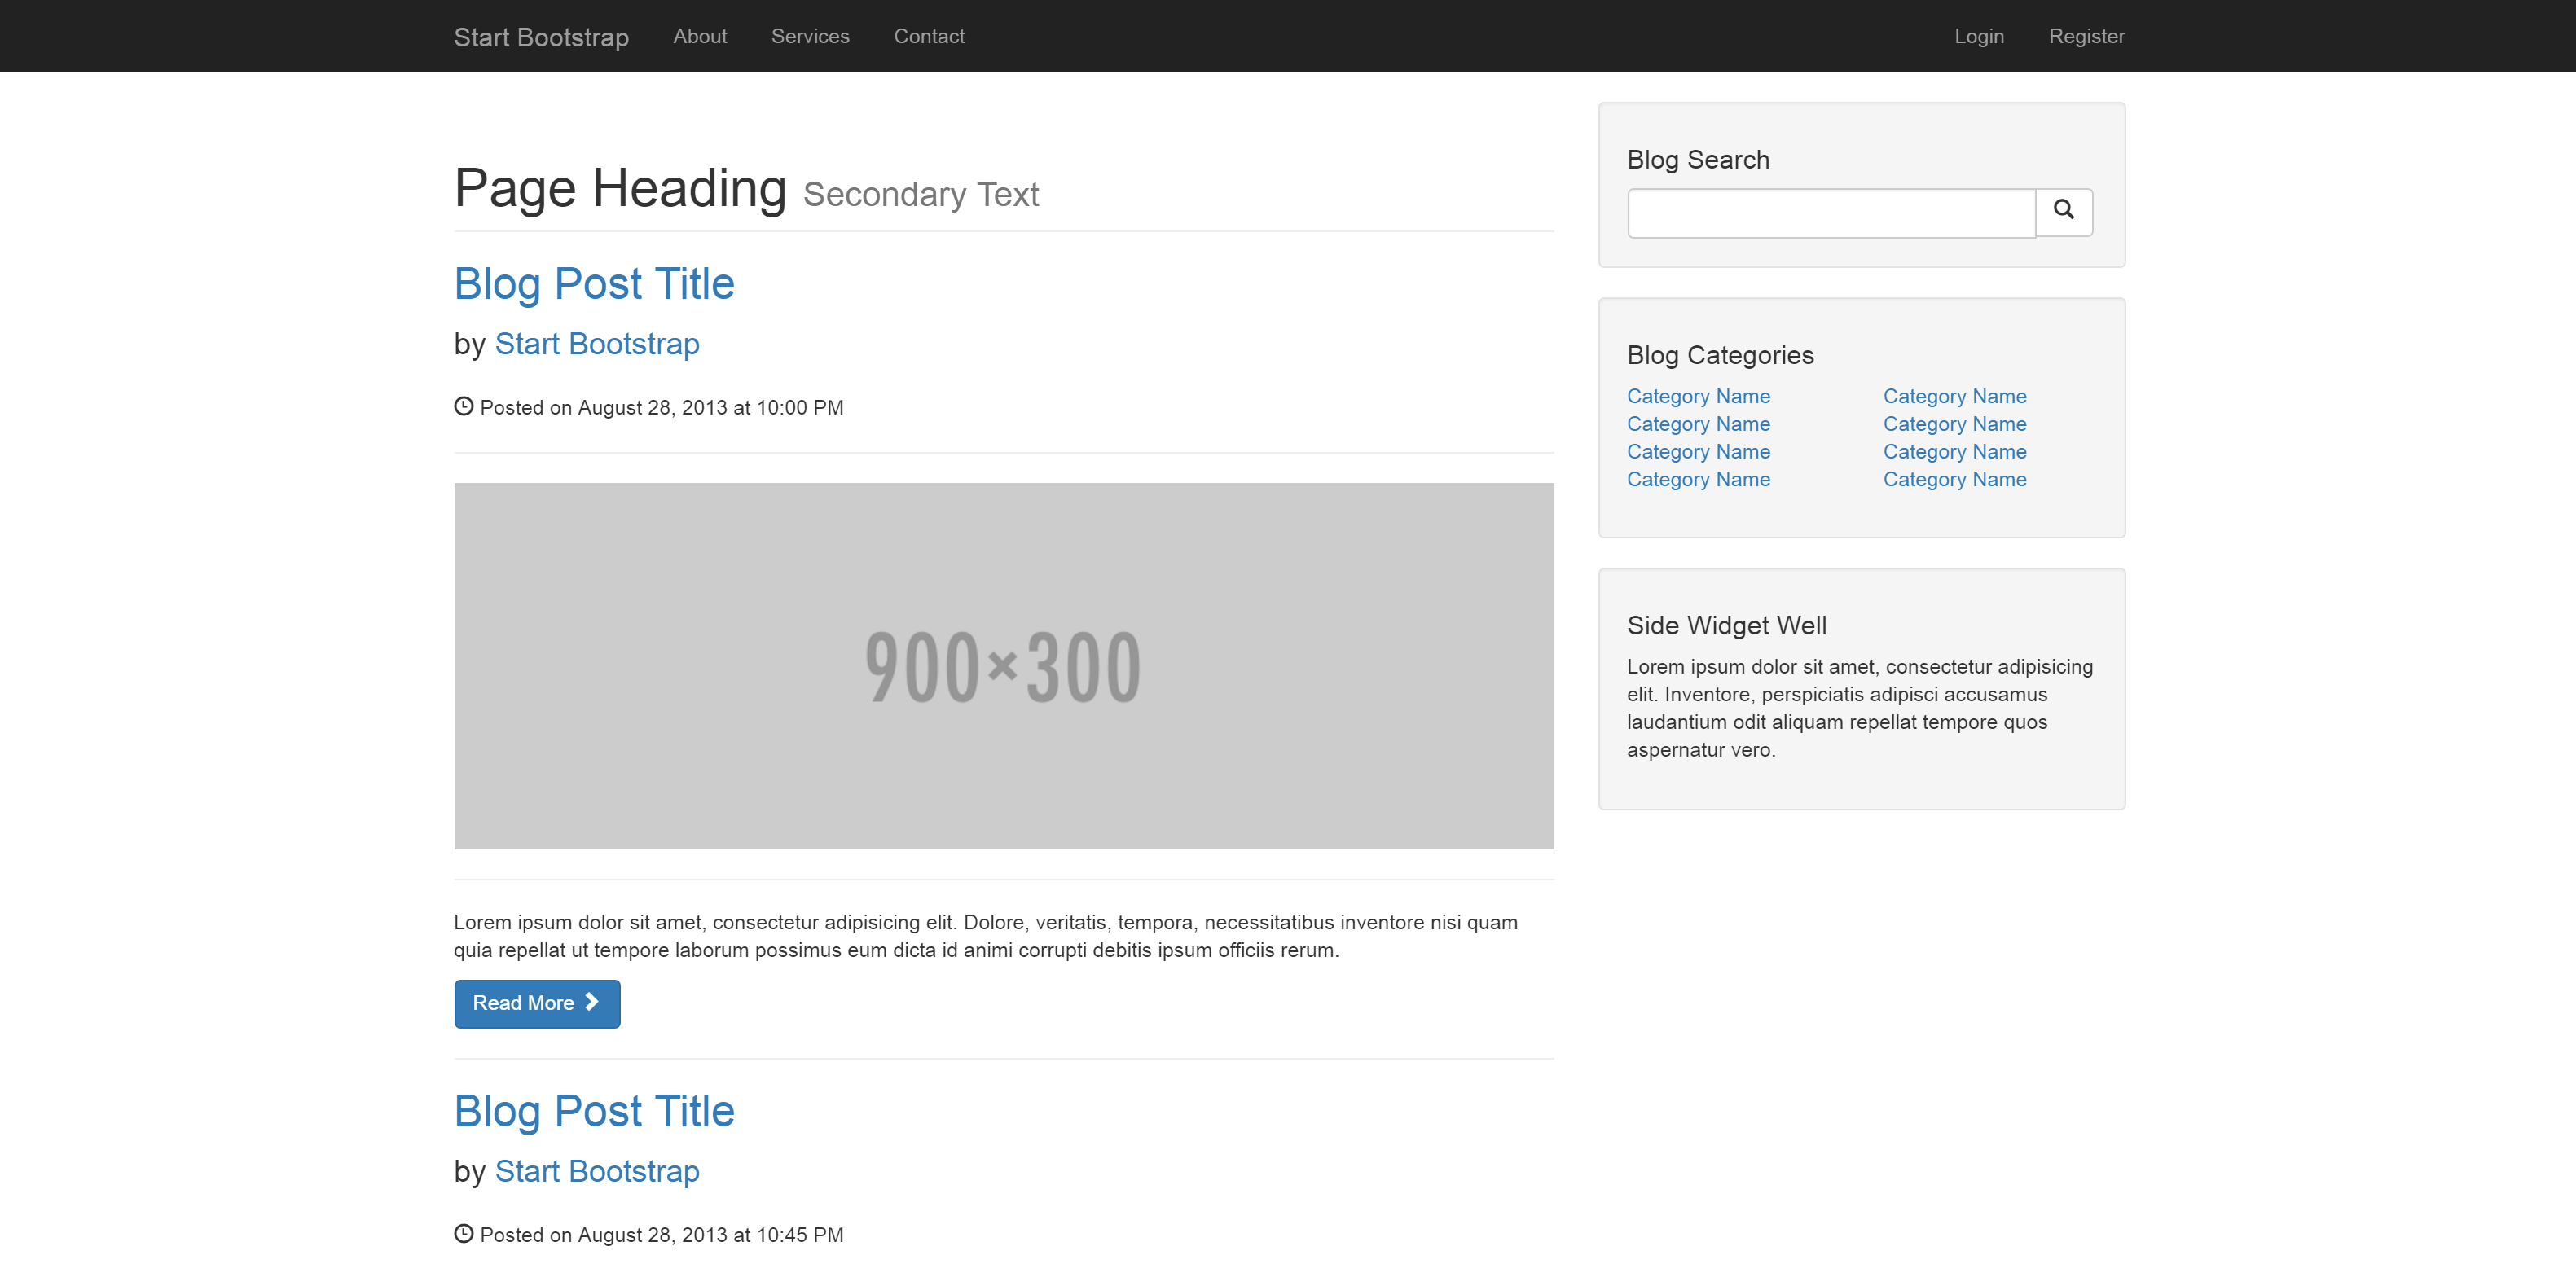 Start Bootstrap About Services Contact Login Register
Page Heading Secondary Text
Blog Post Title
by Start Bootstrap
Posted on August 28, 2013 at 10:00 PM
900×300
Lorem ipsum dolor sit amet, consectetur adipisicing elit. Dolore, veritatis, tempora, necessitatibus inventore nisi quam
quia repellat ut tempore laborum possimus eum dicta id animi corrupti debitis ipsum officiis rerum.
Read More
Blog Post Title
by Start Bootstrap
Posted on August 28, 2013 at 10:45 PM
Blog Search
Blog Categories
Category Name Category Name
Category Name Category Name
Category Name Category Name
Category Name Category Name
Side Widget Well
Lorem ipsum dolor sit amet, consectetur adipisicing
elit. Inventore, perspiciatis adipisci accusamus
laudantium odit aliquam repellat tempore quos
aspernatur vero.